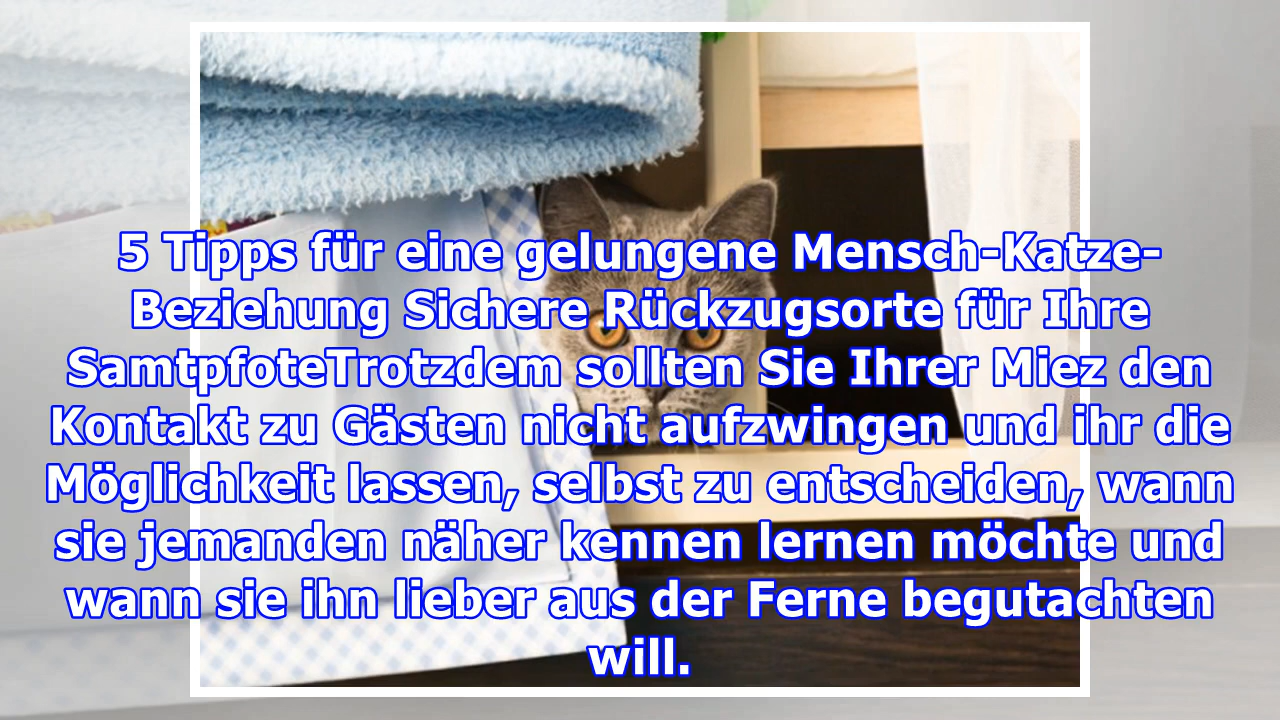 5 Tipps für eine gelungene Mensch-Katze-
Beziehung Sichere Rückzugsorte für Ihre
SamtpfoteTrotzdem sollten Sie Ihrer Miez den
Kontakt zu Gästen nicht aufzwingen und ihr die
Möglichkeit lassen, selbst zu entscheiden, wann
sie jemanden näher kennen lernen möchte und
wann sie ihn lieber aus der Ferne begutachten
will.